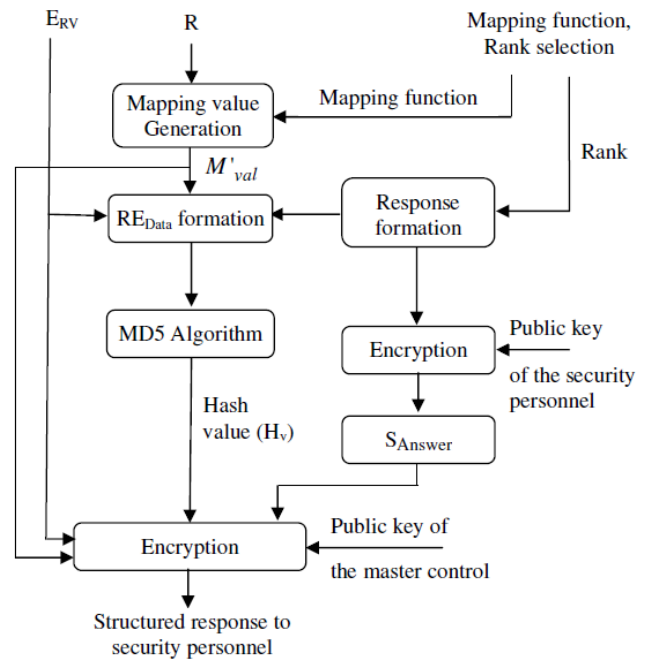 E_RV
R
Mapping function,
Rank selection
Mapping value
Generation
Mapping function
Rank
M'_val
RE_Data formation
Response
formation
MD5 Algorithm
Encryption
Public key
of the security
personnel
Hash
value (H_v)
S_Answer
Encryption
Public key of
the master control
Structured response to
security personnel